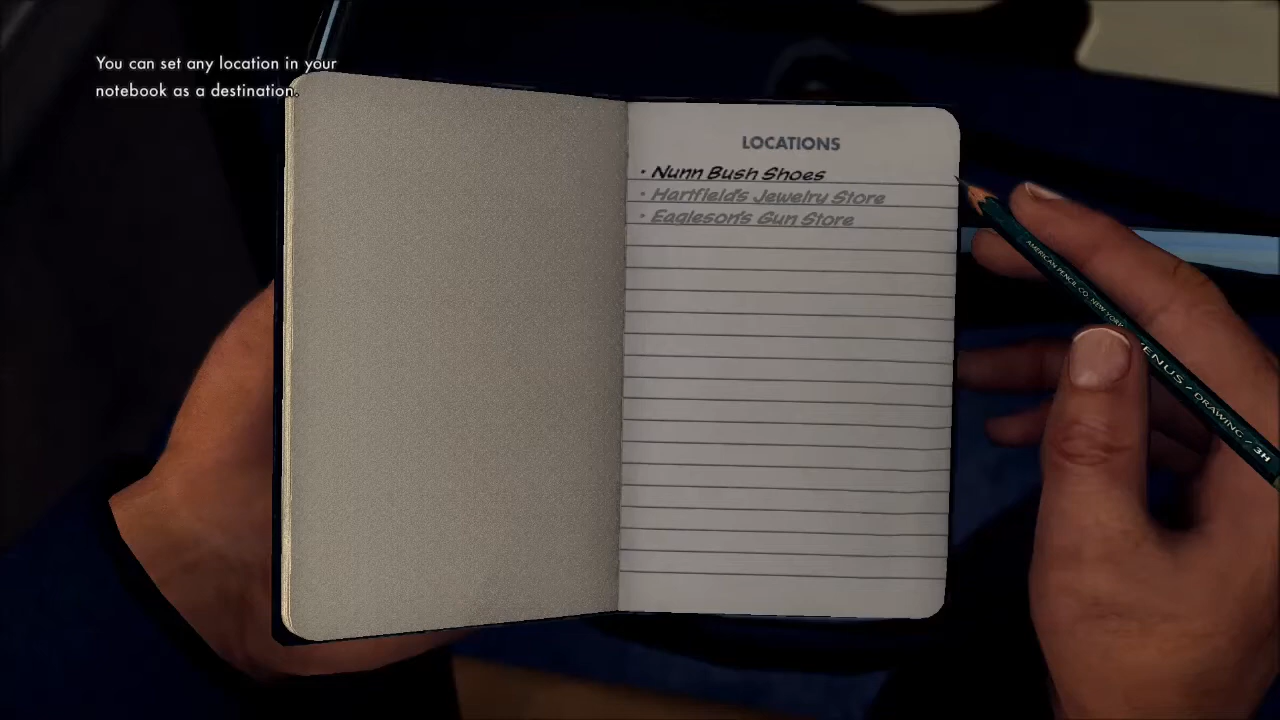 You can set any location in your
notebook as a destination.
LOCATIONS
• Nunn Bush Shoes
• Hartfield's Jewelry Store
• Eagleson's Gun Store
AMERICAN PENCIL CO. NEW YORK
VENUS / DRAWING / 3H